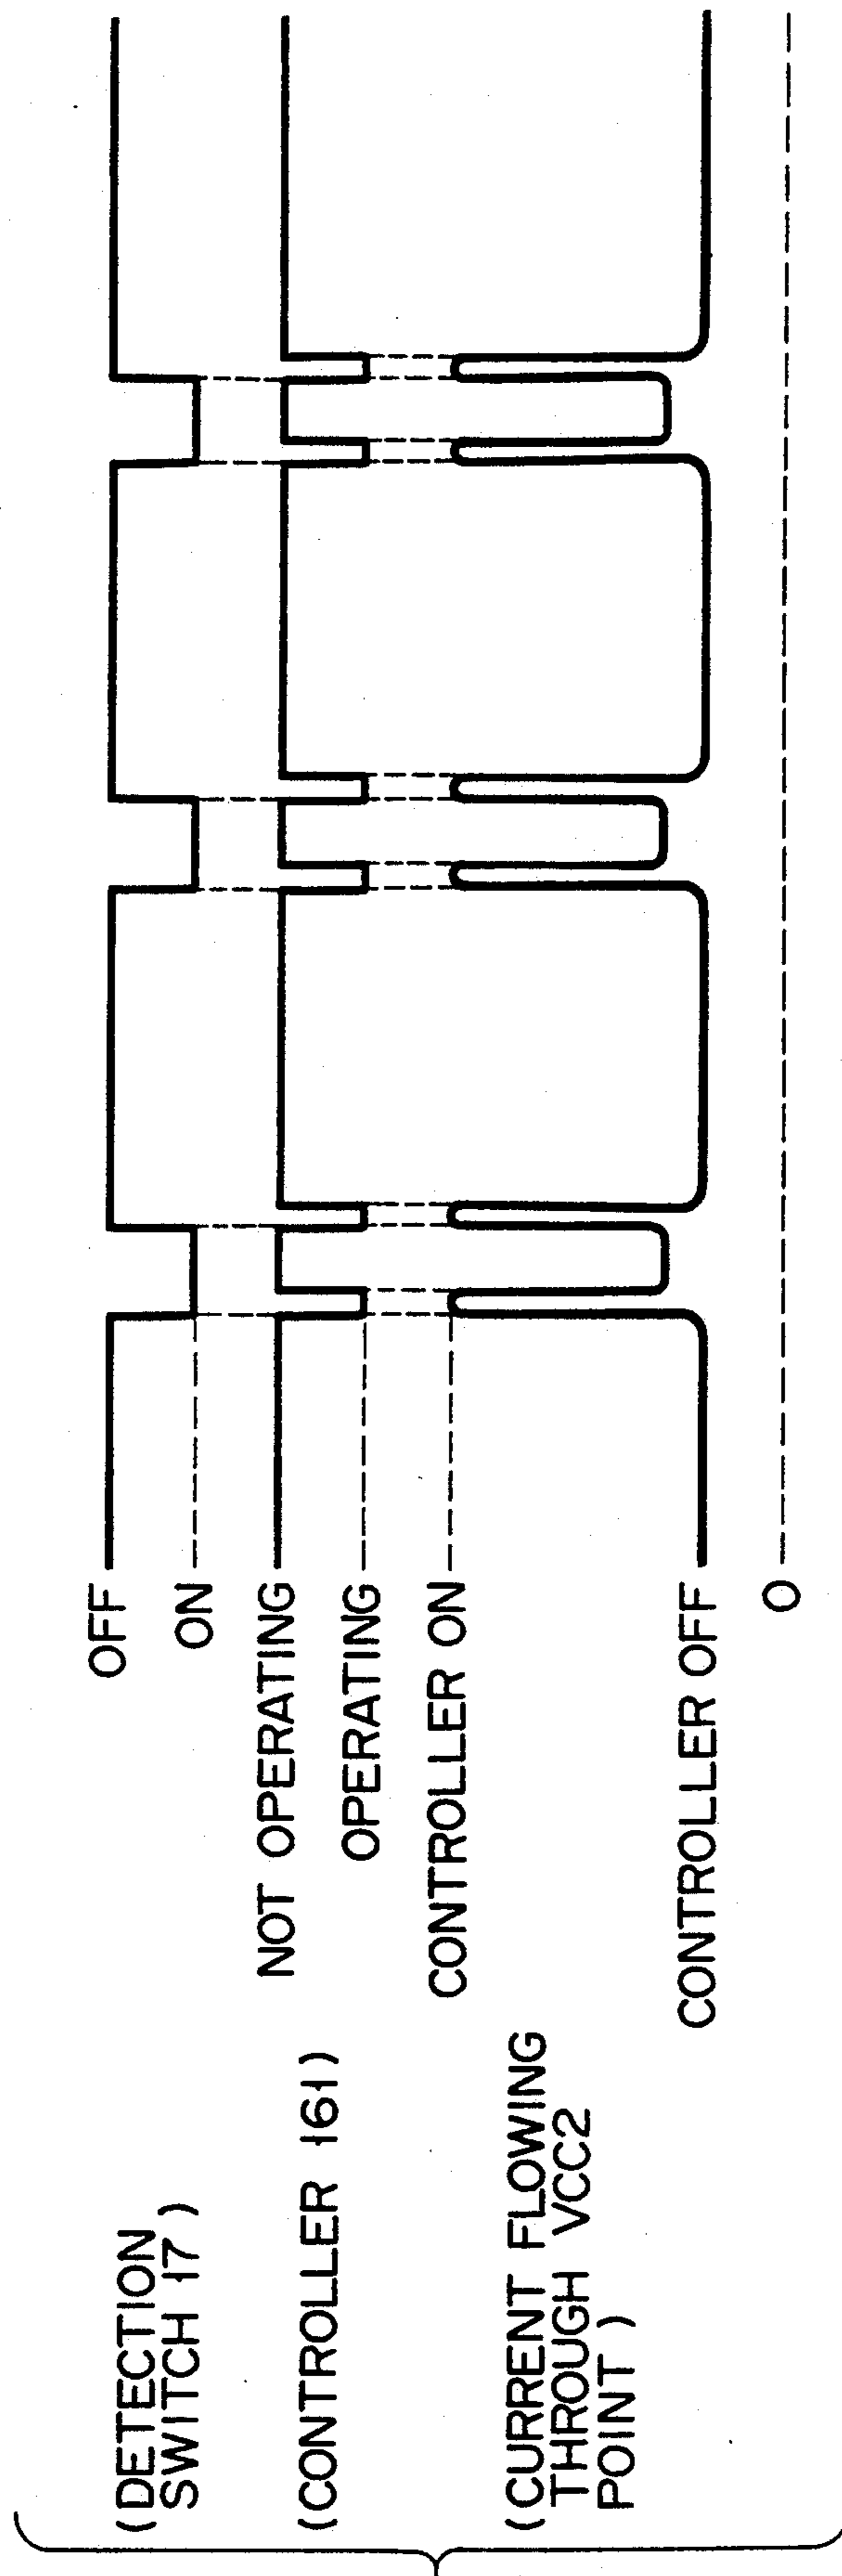 (DETECTION
SWITCH 17)
OFF
ON
(CONTROLLER 161)
NOT OPERATING
OPERATING
(CURRENT FLOWING
THROUGH VCC2
POINT)
CONTROLLER ON
CONTROLLER OFF
0